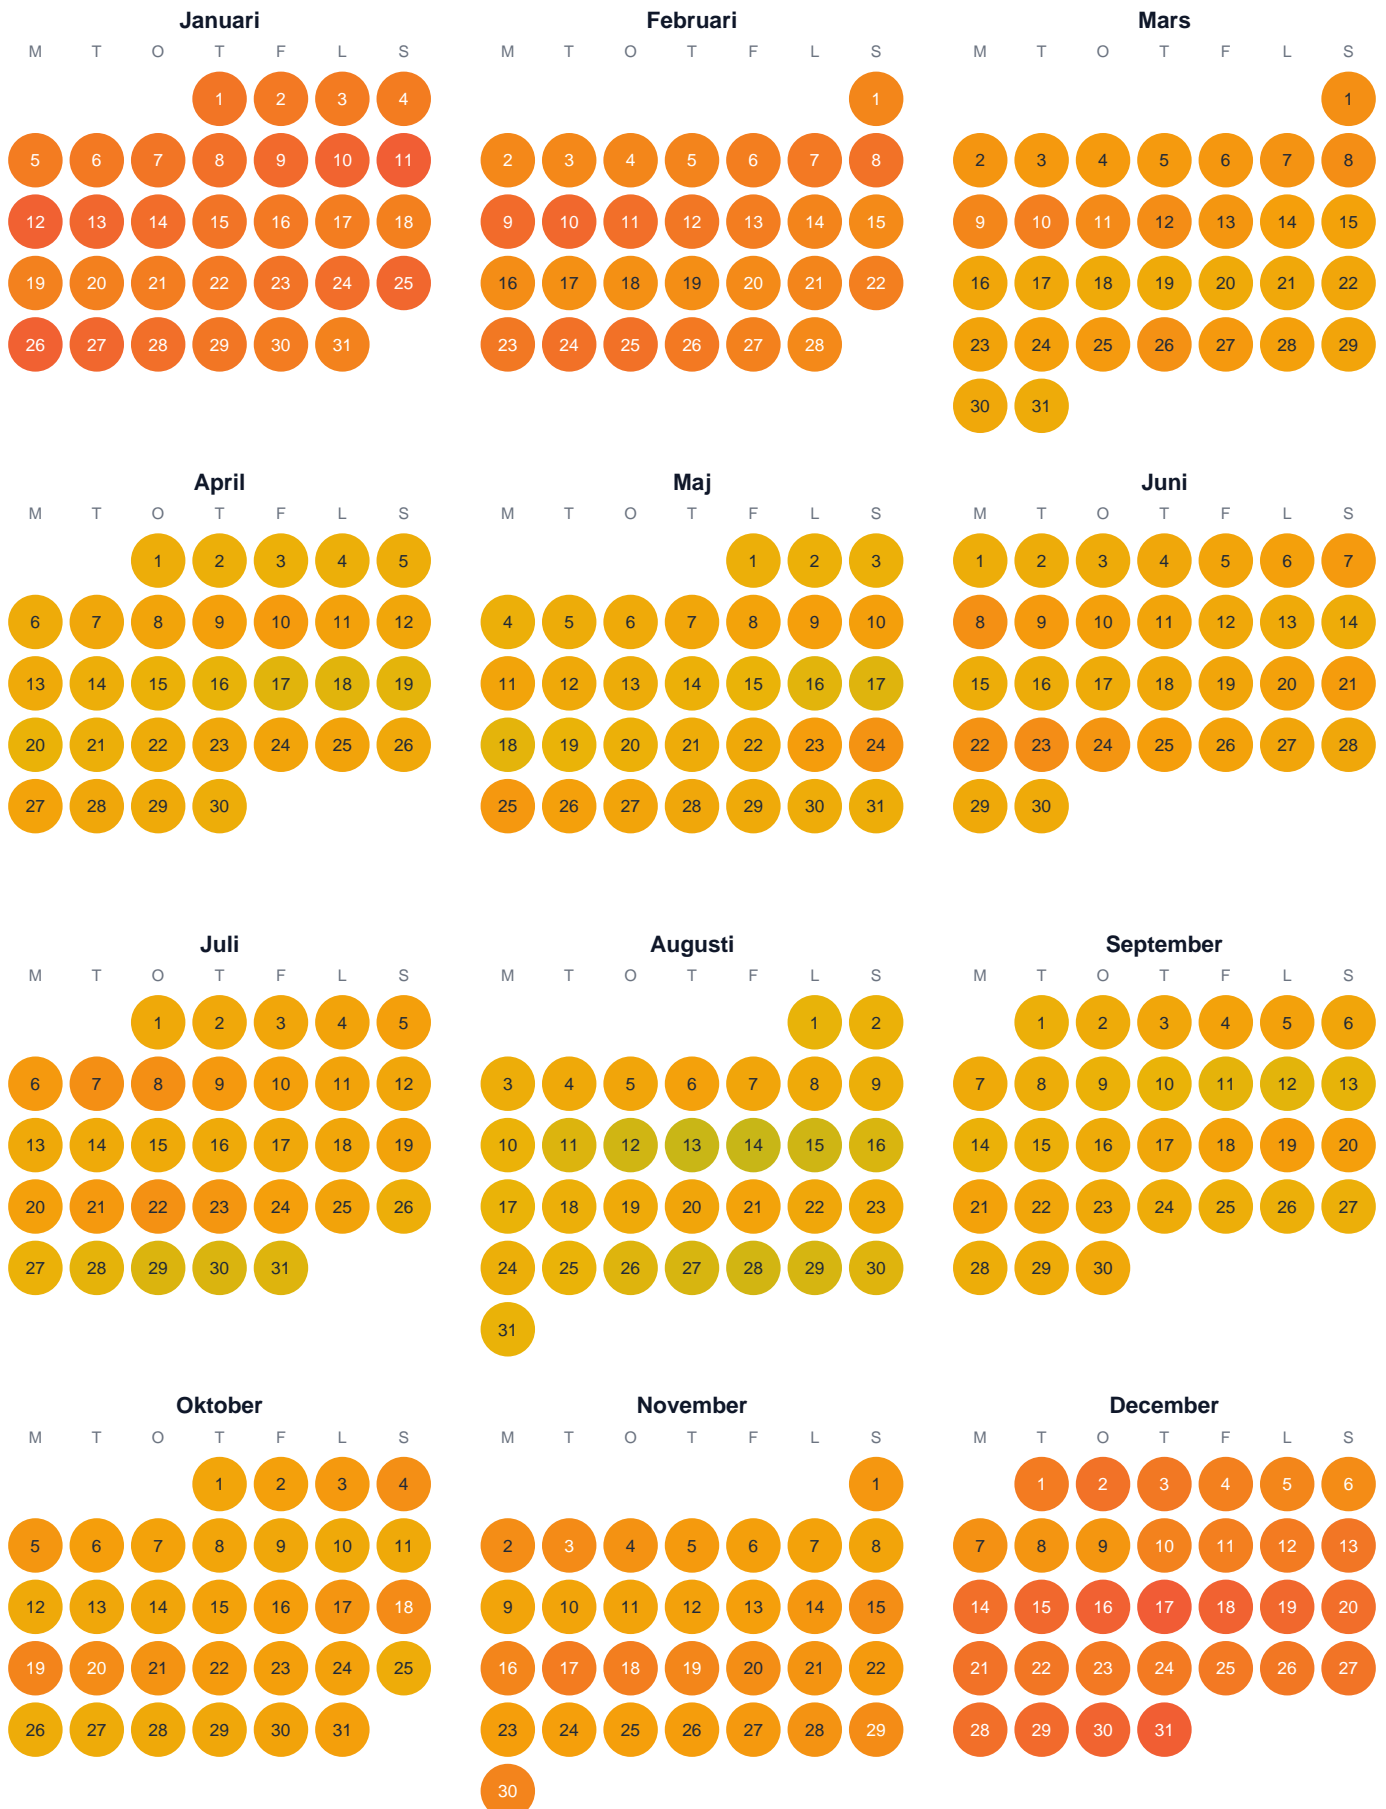 Januari Februari Mars
M T O T F L S M T O T F L S M T O T F L S
1 2 3 4 1 1
5 6 7 8 9 10 11 2 3 4 5 6 7 8 2 3 4 5 6 7 8
12 13 14 15 16 17 18 9 10 11 12 13 14 15 9 10 11 12 13 14 15
19 20 21 22 23 24 25 16 17 18 19 20 21 22 16 17 18 19 20 21 22
26 27 28 29 30 31 23 24 25 26 27 28 23 24 25 26 27 28 29
30 31
April Maj Juni
M T O T F L S M T O T F L S M T O T F L S
1 2 3 4 5 1 2 3 1 2 3 4 5 6 7
6 7 8 9 10 11 12 4 5 6 7 8 9 10 8 9 10 11 12 13 14
13 14 15 16 17 18 19 11 12 13 14 15 16 17 15 16 17 18 19 20 21
20 21 22 23 24 25 26 18 19 20 21 22 23 24 22 23 24 25 26 27 28
27 28 29 30 25 26 27 28 29 30 31 29 30
Juli Augusti September
M T O T F L S M T O T F L S M T O T F L S
1 2 3 4 5 1 2 1 2 3 4 5 6
6 7 8 9 10 11 12 3 4 5 6 7 8 9 7 8 9 10 11 12 13
13 14 15 16 17 18 19 10 11 12 13 14 15 16 14 15 16 17 18 19 20
20 21 22 23 24 25 26 17 18 19 20 21 22 23 21 22 23 24 25 26 27
27 28 29 30 31 24 25 26 27 28 29 30 28 29 30
31
Oktober November December
M T O T F L S M T O T F L S M T O T F L S
1 2 3 4 1 1 2 3 4 5 6
5 6 7 8 9 10 11 2 3 4 5 6 7 8 7 8 9 10 11 12 13
12 13 14 15 16 17 18 9 10 11 12 13 14 15 14 15 16 17 18 19 20
19 20 21 22 23 24 25 16 17 18 19 20 21 22 21 22 23 24 25 26 27
26 27 28 29 30 31 23 24 25 26 27 28 29 28 29 30 31
30